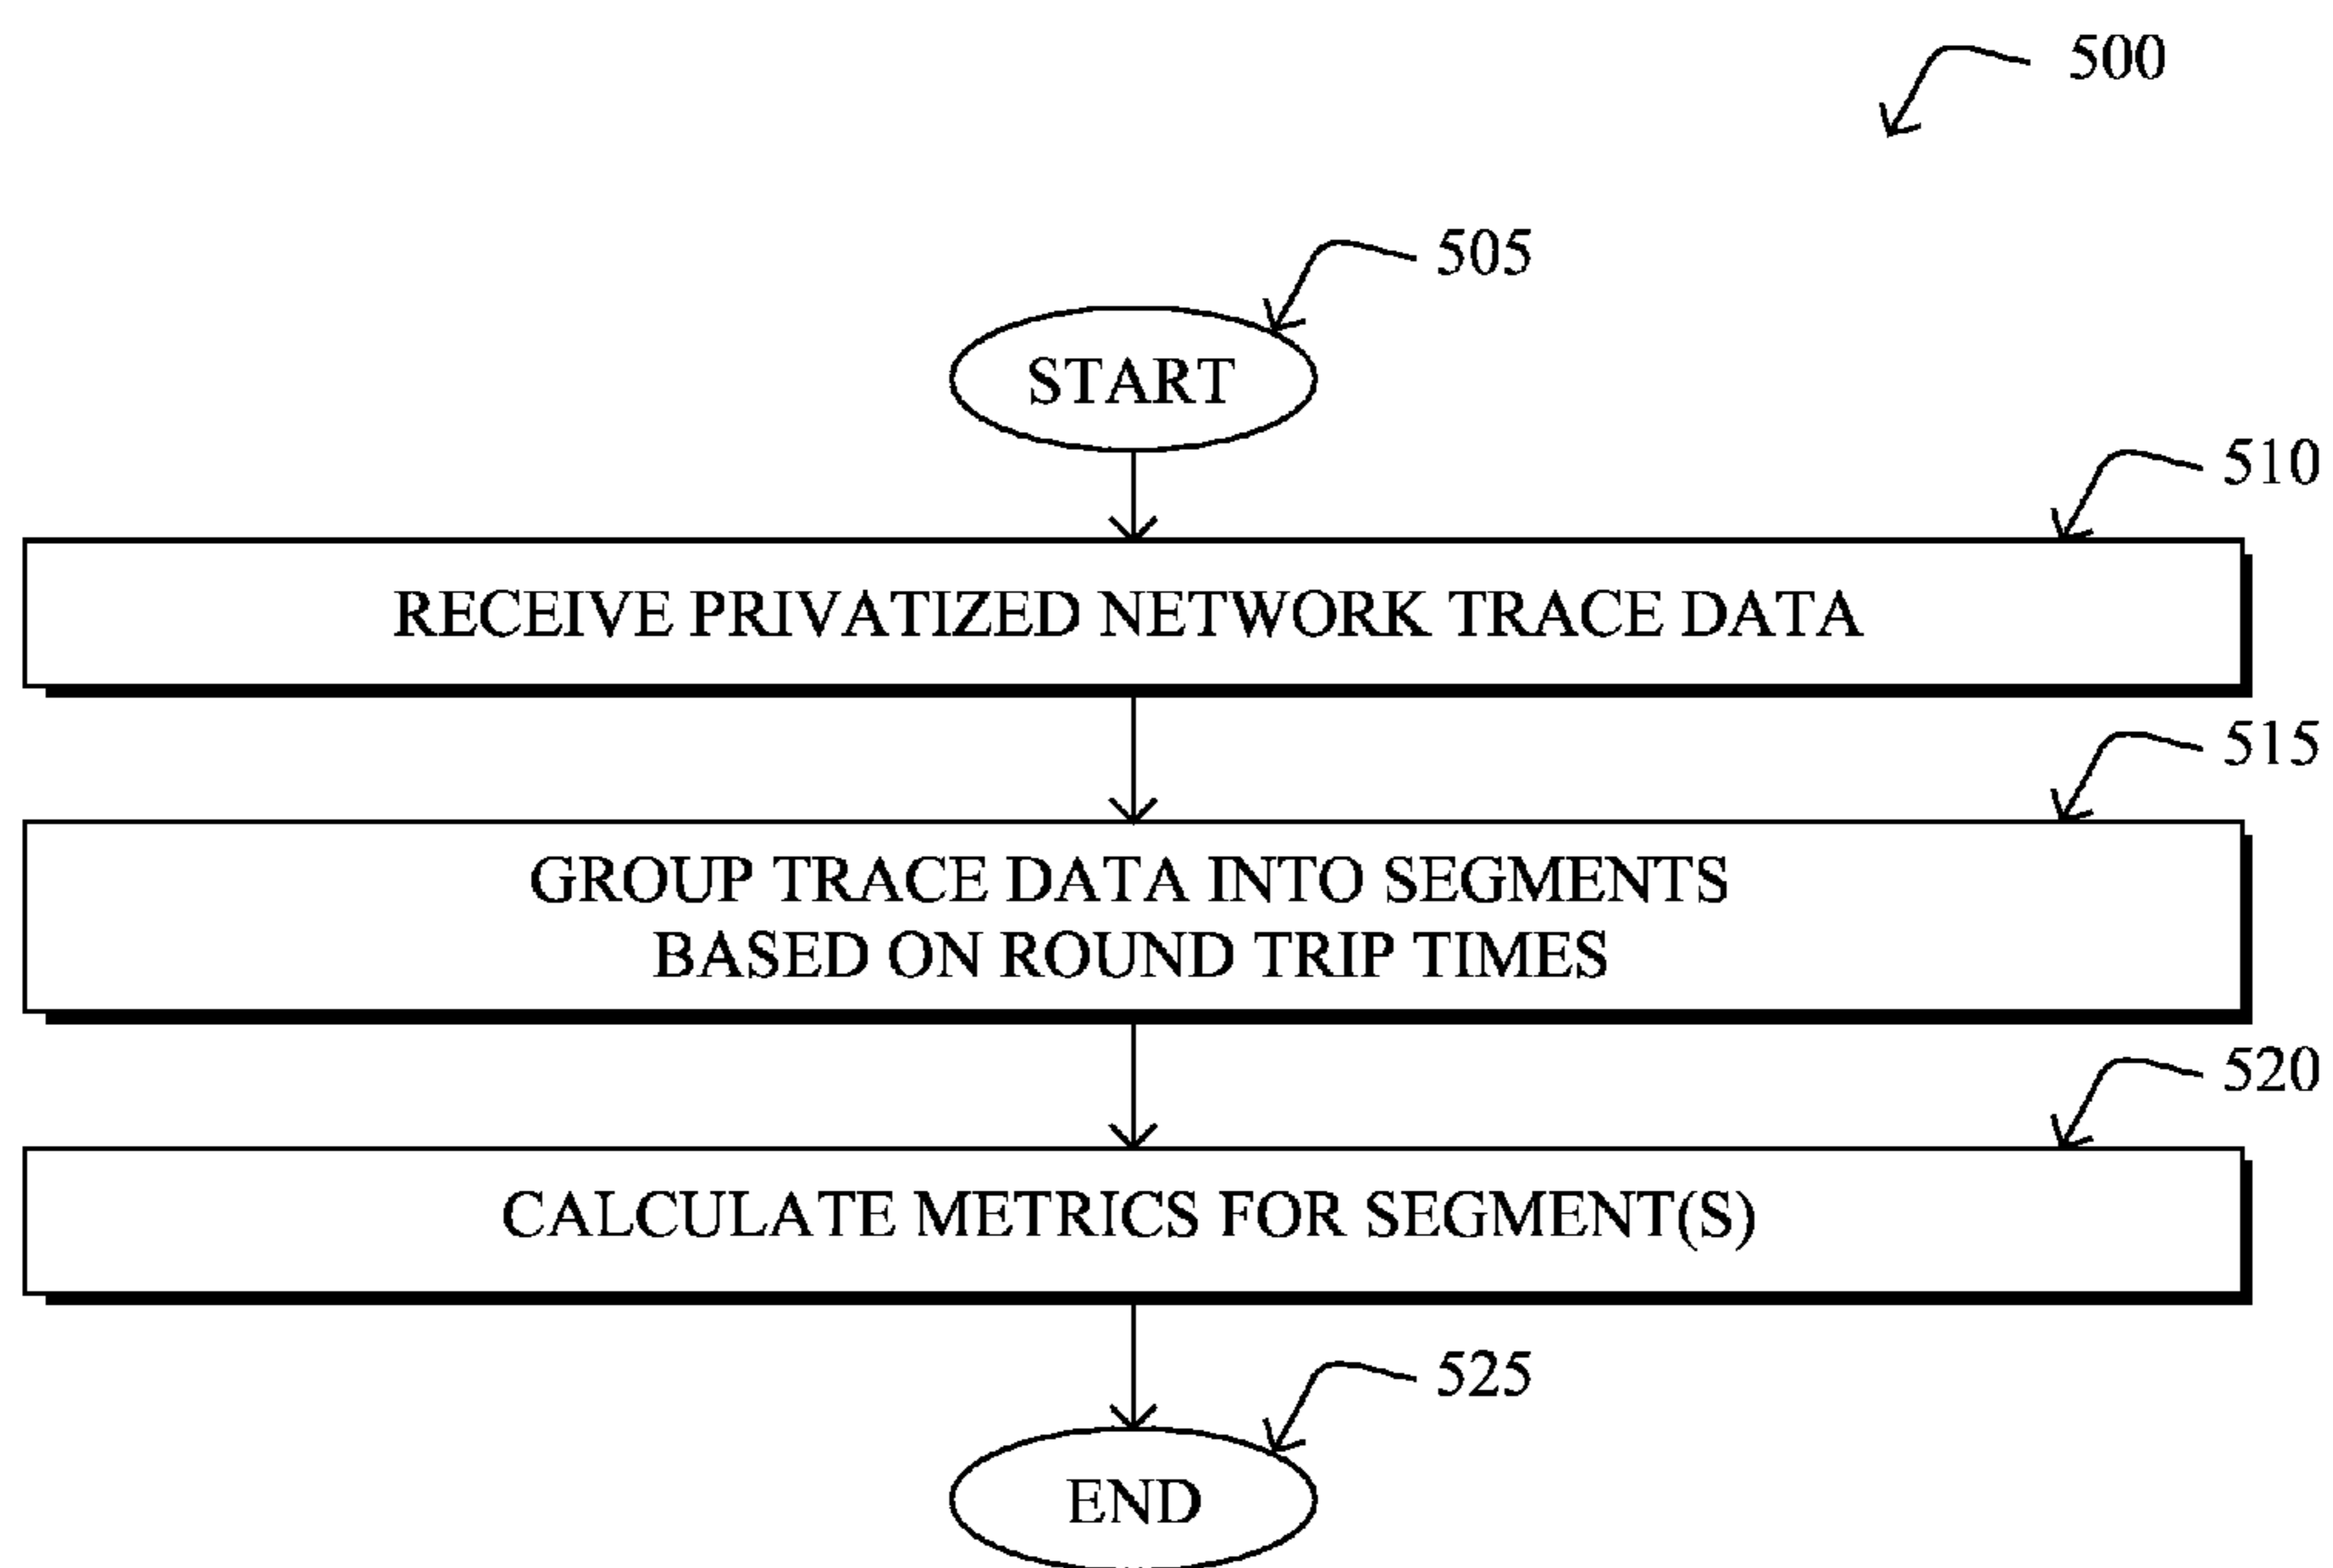 500
505
START
510
RECEIVE PRIVATIZED NETWORK TRACE DATA
515
GROUP TRACE DATA INTO SEGMENTS
BASED ON ROUND TRIP TIMES
520
CALCULATE METRICS FOR SEGMENT(S)
525
END